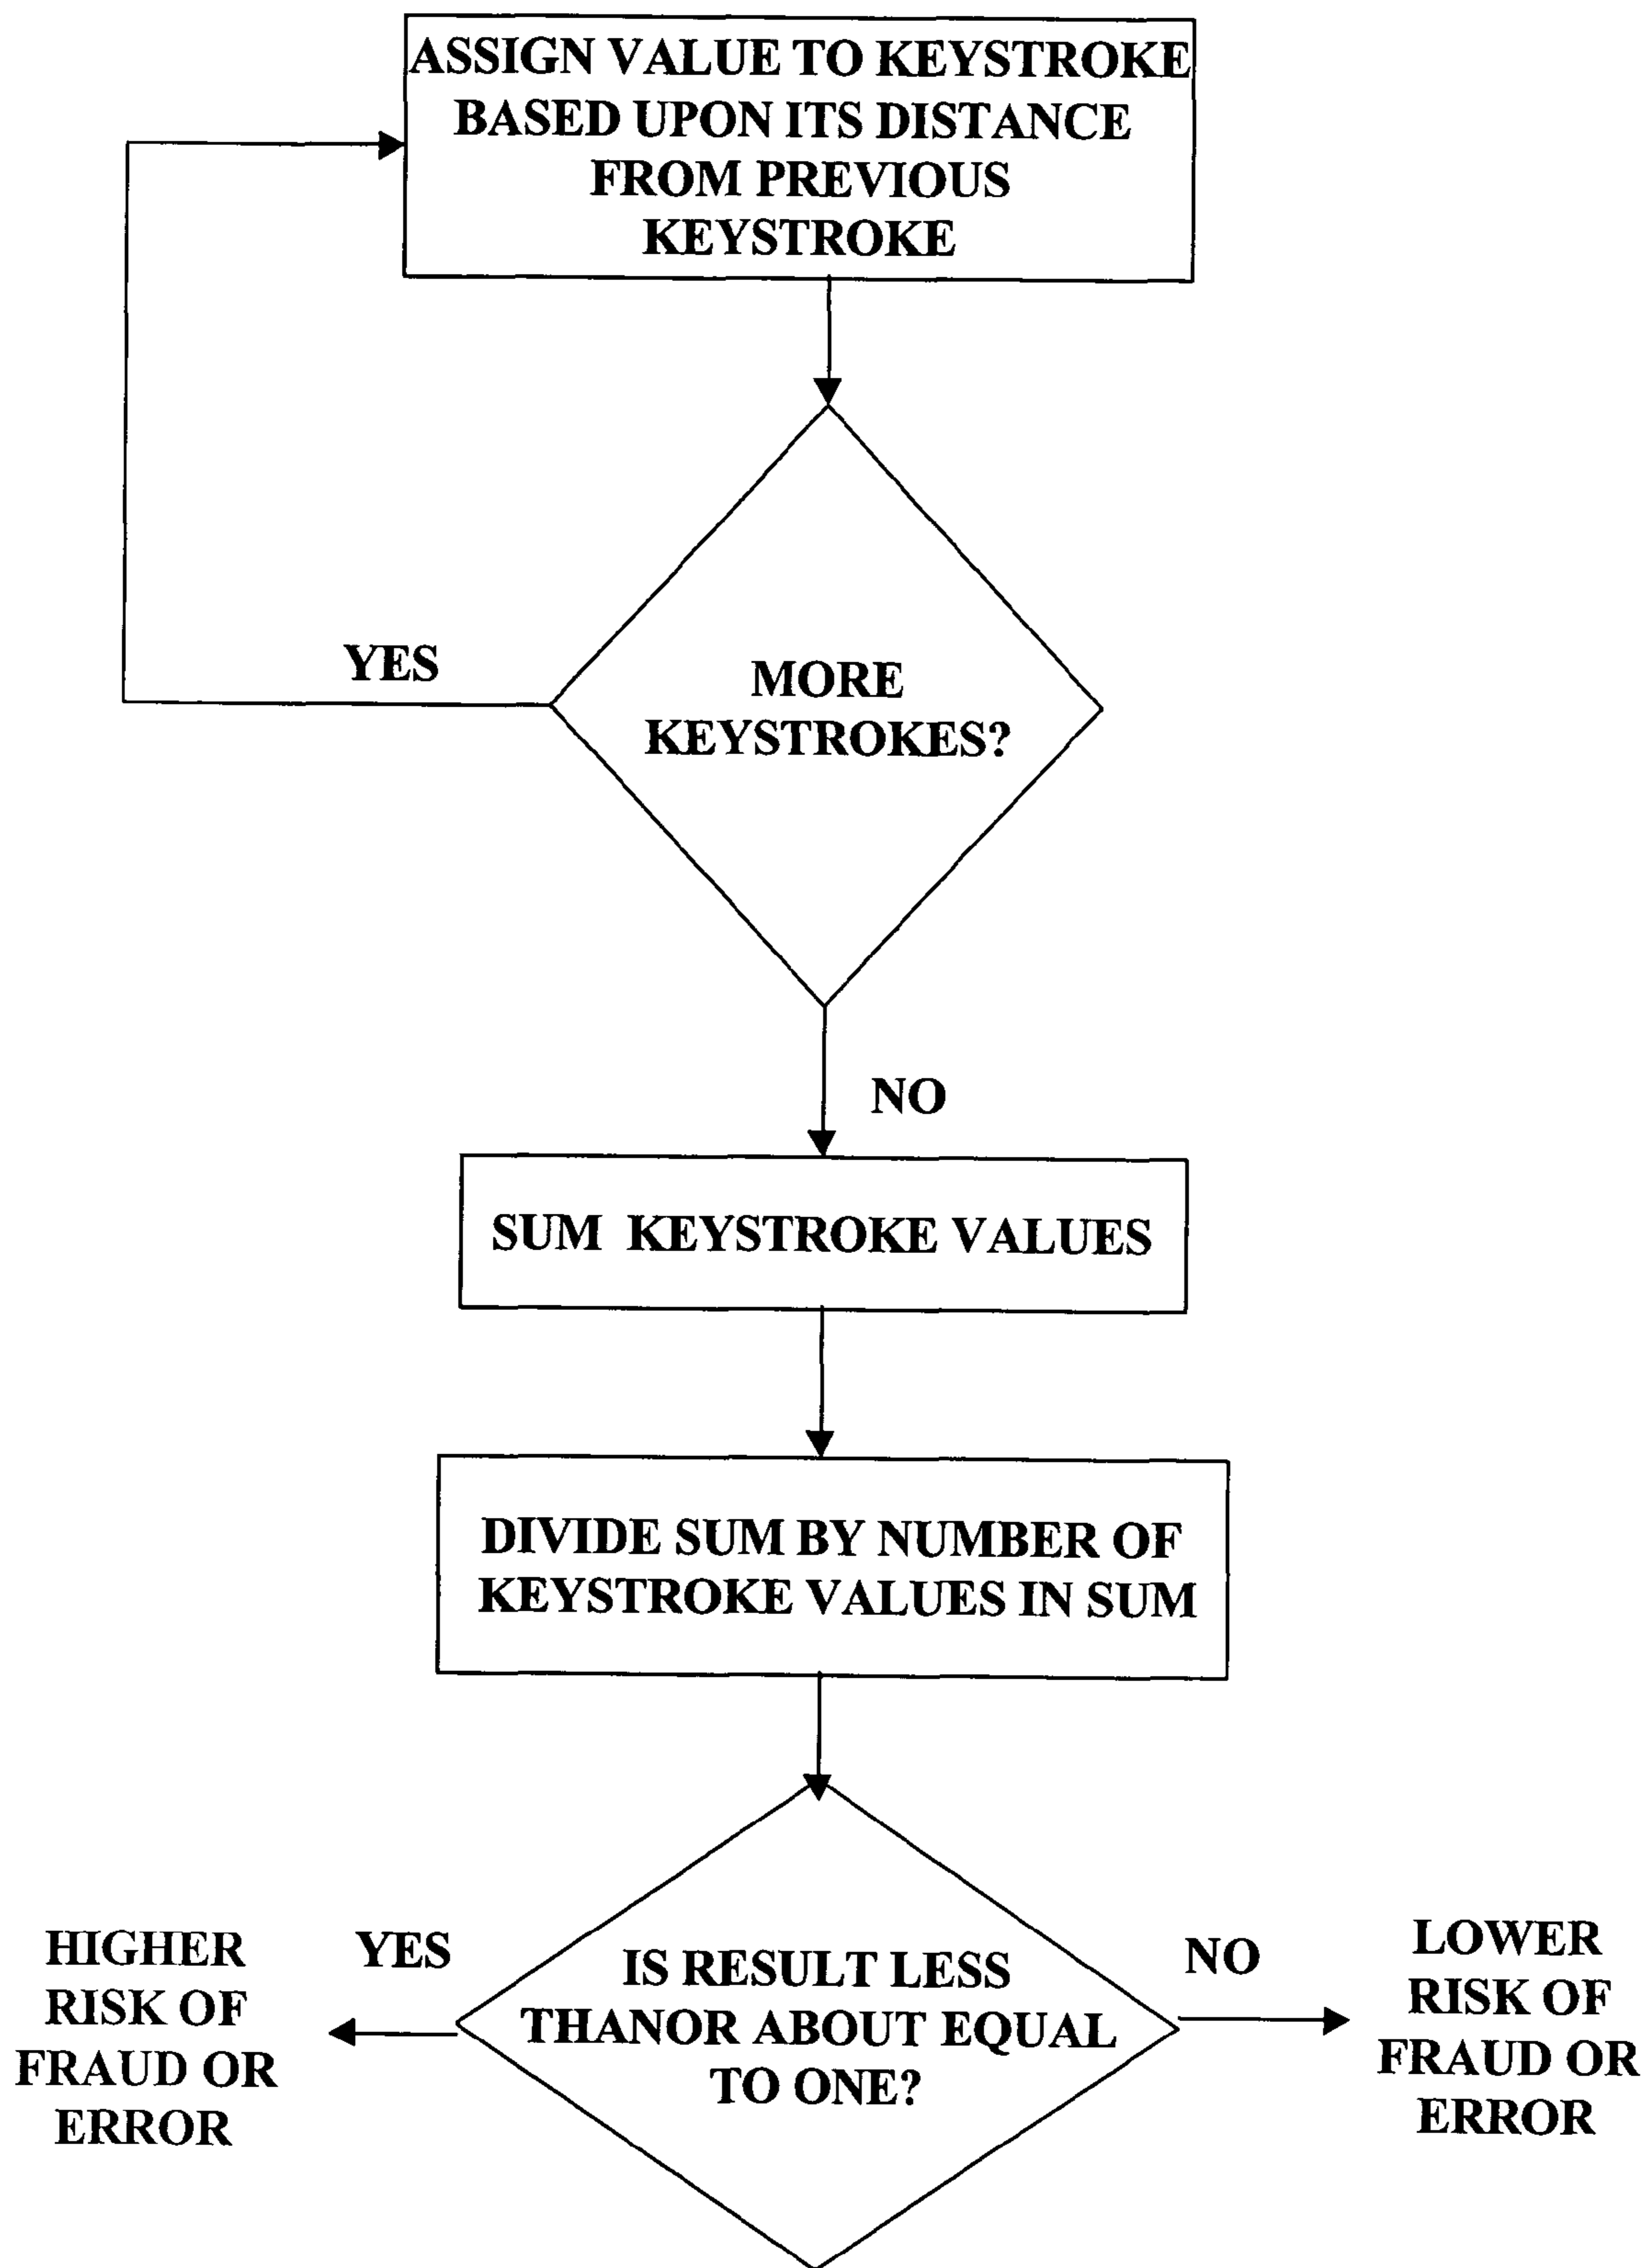 ASSIGN VALUE TO KEYSTROKE
BASED UPON ITS DISTANCE
FROM PREVIOUS
KEYSTROKE
YES
MORE
KEYSTROKES?
NO
SUM KEYSTROKE VALUES
DIVIDE SUM BY NUMBER OF
KEYSTROKE VALUES IN SUM
HIGHER
RISK OF
FRAUD OR
ERROR
YES
IS RESULT LESS
THANOR ABOUT EQUAL
TO ONE?
NO
LOWER
RISK OF
FRAUD OR
ERROR